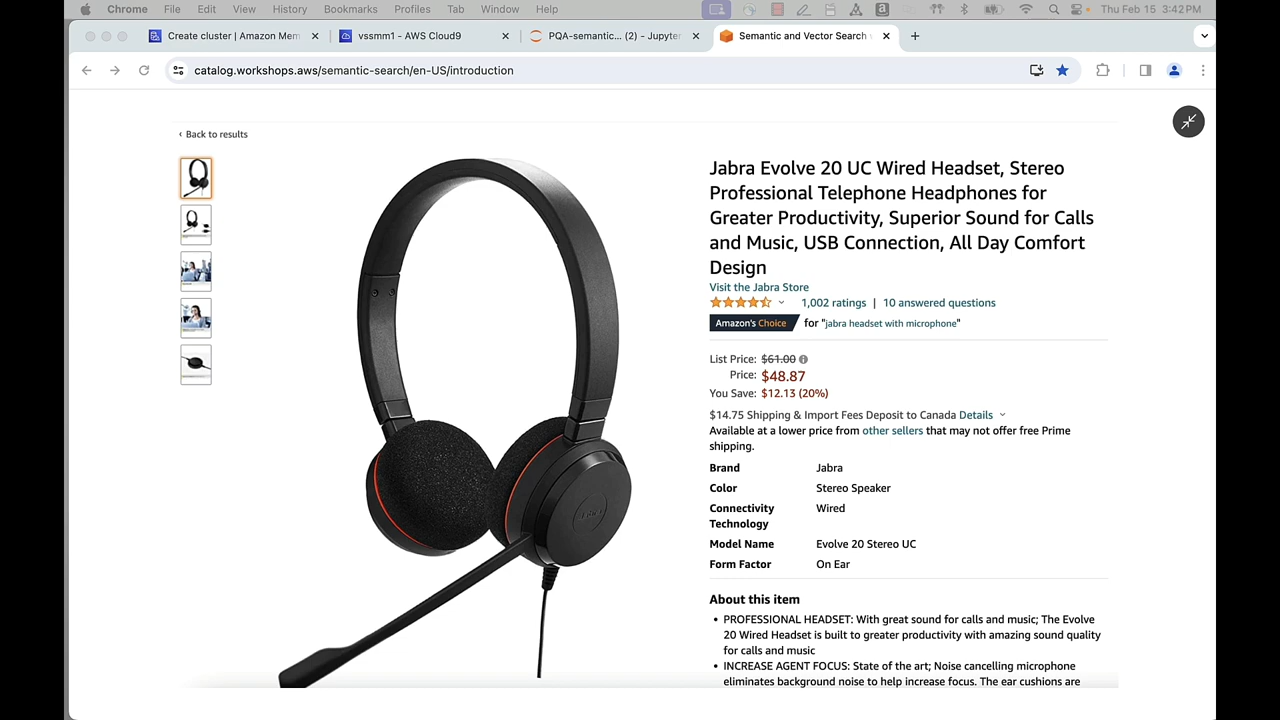 Chrome File Edit View History Bookmarks Profiles Tab Window Help Thu Feb 15 3:42 PM
Create cluster | Amazon Mem vssmm1 - AWS Cloud9 PQA-semantic... (2) - Jupyter Semantic and Vector Search
catalog.workshops.aws/semantic-search/en-US/introduction
‹ Back to results
Jabra Evolve 20 UC Wired Headset, Stereo
Professional Telephone Headphones for
Greater Productivity, Superior Sound for Calls
and Music, USB Connection, All Day Comfort
Design
Visit the Jabra Store
1,002 ratings | 10 answered questions
Amazon's Choice for "jabra headset with microphone"
List Price: $61.00
Price: $48.87
You Save: $12.13 (20%)
$14.75 Shipping & Import Fees Deposit to Canada Details
Available at a lower price from other sellers that may not offer free Prime
shipping.
Brand Jabra
Color Stereo Speaker
Connectivity Wired
Technology
Model Name Evolve 20 Stereo UC
Form Factor On Ear
About this item
• PROFESSIONAL HEADSET: With great sound for calls and music; The Evolve
20 Wired Headset is built to greater productivity with amazing sound quality
for calls and music
• INCREASE AGENT FOCUS: State of the art; Noise cancelling microphone
eliminates background noise to help increase focus. The ear cushions are